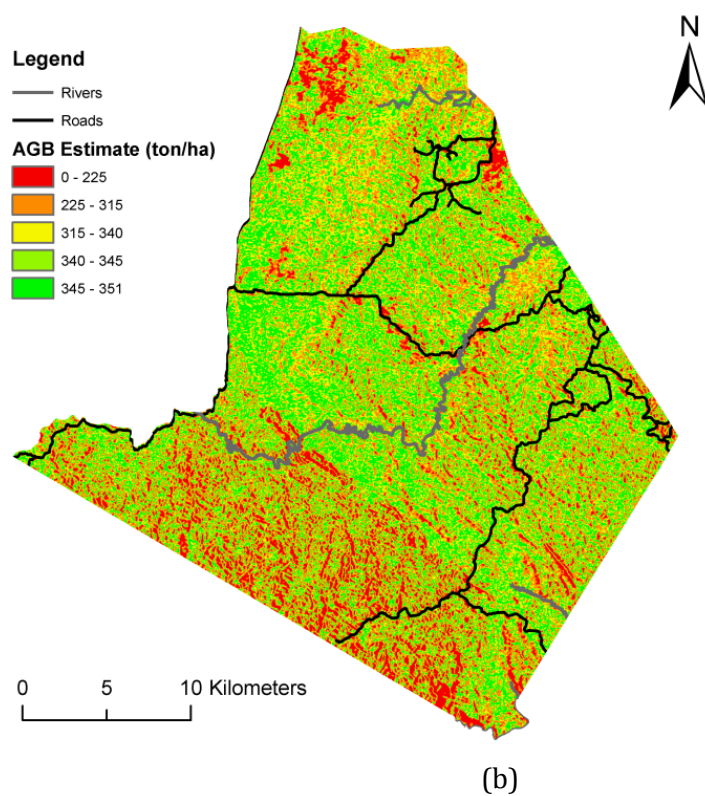 N
Legend
Rivers
Roads
AGB Estimate (ton/ha)
0 - 225
225 - 315
315 - 340
340 - 345
345 - 351
0 5 10 Kilometers
(b)